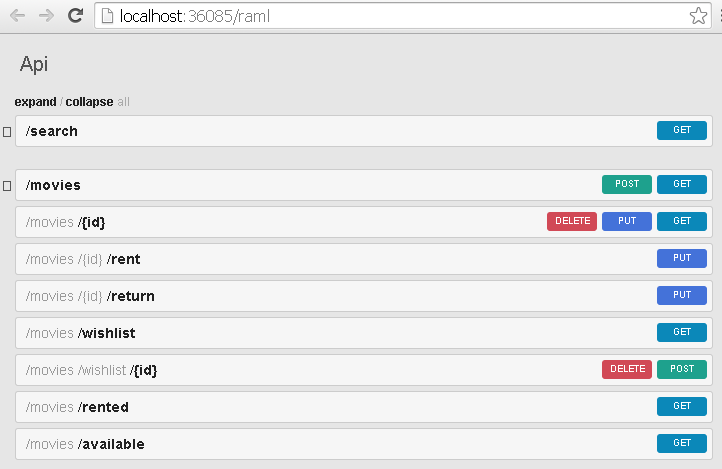 localhost:36085/raml
Api
expand / collapse all
/search GET
/movies POST GET
/movies /{id} DELETE PUT GET
/movies /{id} /rent PUT
/movies /{id} /return PUT
/movies /wishlist GET
/movies /wishlist /{id} DELETE POST
/movies /rented GET
/movies /available GET